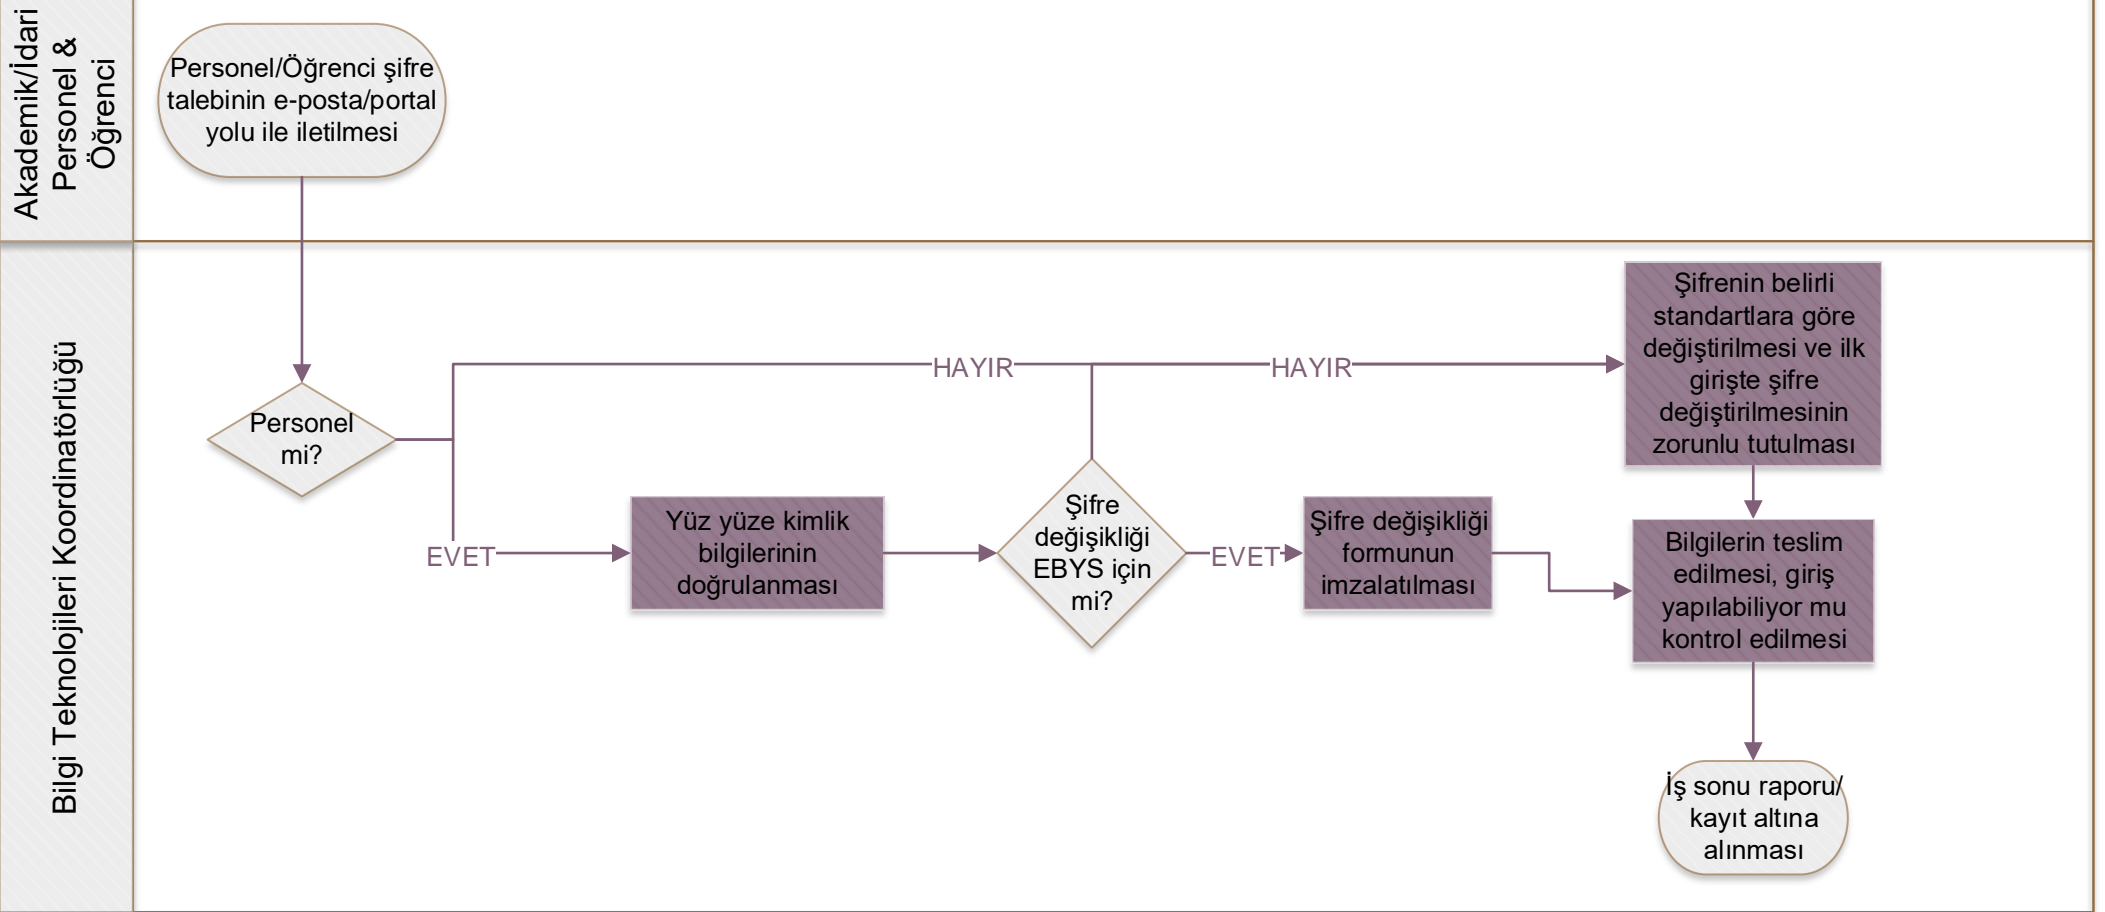 Akademik/İdari
Personel &
Öğrenci
Personel/Öğrenci şifre
talebinin e-posta/portal
yolu ile iletilmesi
Bilgi Teknolojileri Koordinatörlüğü
Personel
mi?
HAYIR
EVET
Yüz yüze kimlik
bilgilerinin
doğrulanması
Şifre
değişikliği
EBYS için
mi?
HAYIR
EVET
Şifre değişikliği
formunun
imzalatılması
Şifrenin belirli
standartlara göre
değiştirilmesi ve ilk
girişte şifre
değiştirilmesinin
zorunlu tutulması
Bilgilerin teslim
edilmesi, giriş
yapılabiliyor mu
kontrol edilmesi
İş sonu raporu/
kayıt altına
alınması